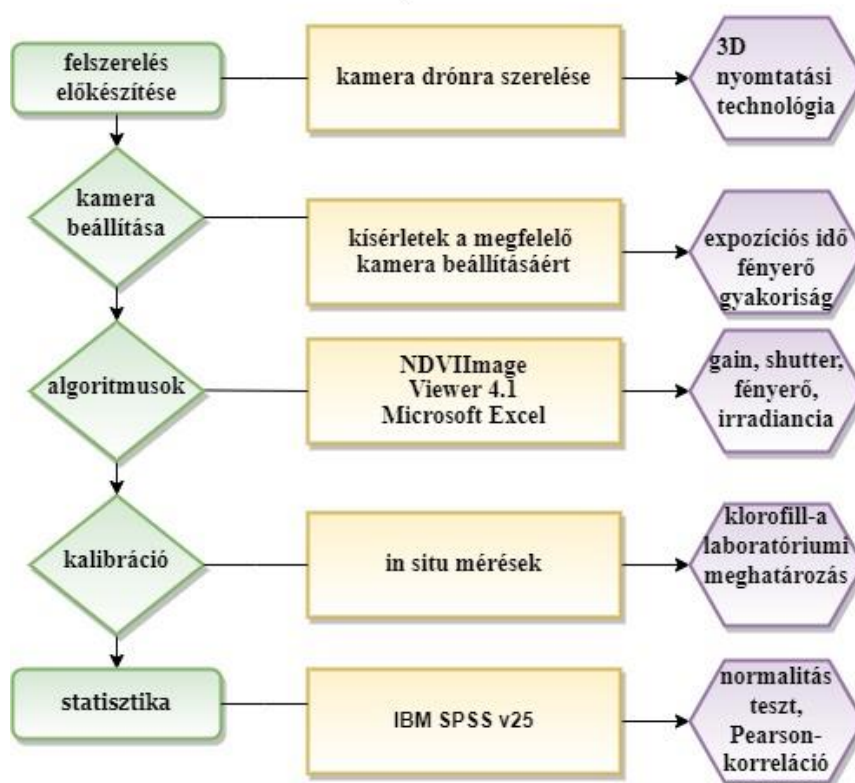 felszerelés
előkészítése
kamera drónra szerelése
3D
nyomtatási
technológia
kamera
beállítása
kísérletek a megfelelő
kamera beállításáért
expozíciós idő
fényerő
gyakoriság
algoritmusok
NDVIImage
Viewer 4.1
Microsoft Excel
gain, shutter,
fényerő,
irradiancia
kalibráció
in situ mérések
klorofill-a
laboratóriumi
meghatározás
statisztika
IBM SPSS v25
normalitás
teszt,
Pearson-
korreláció